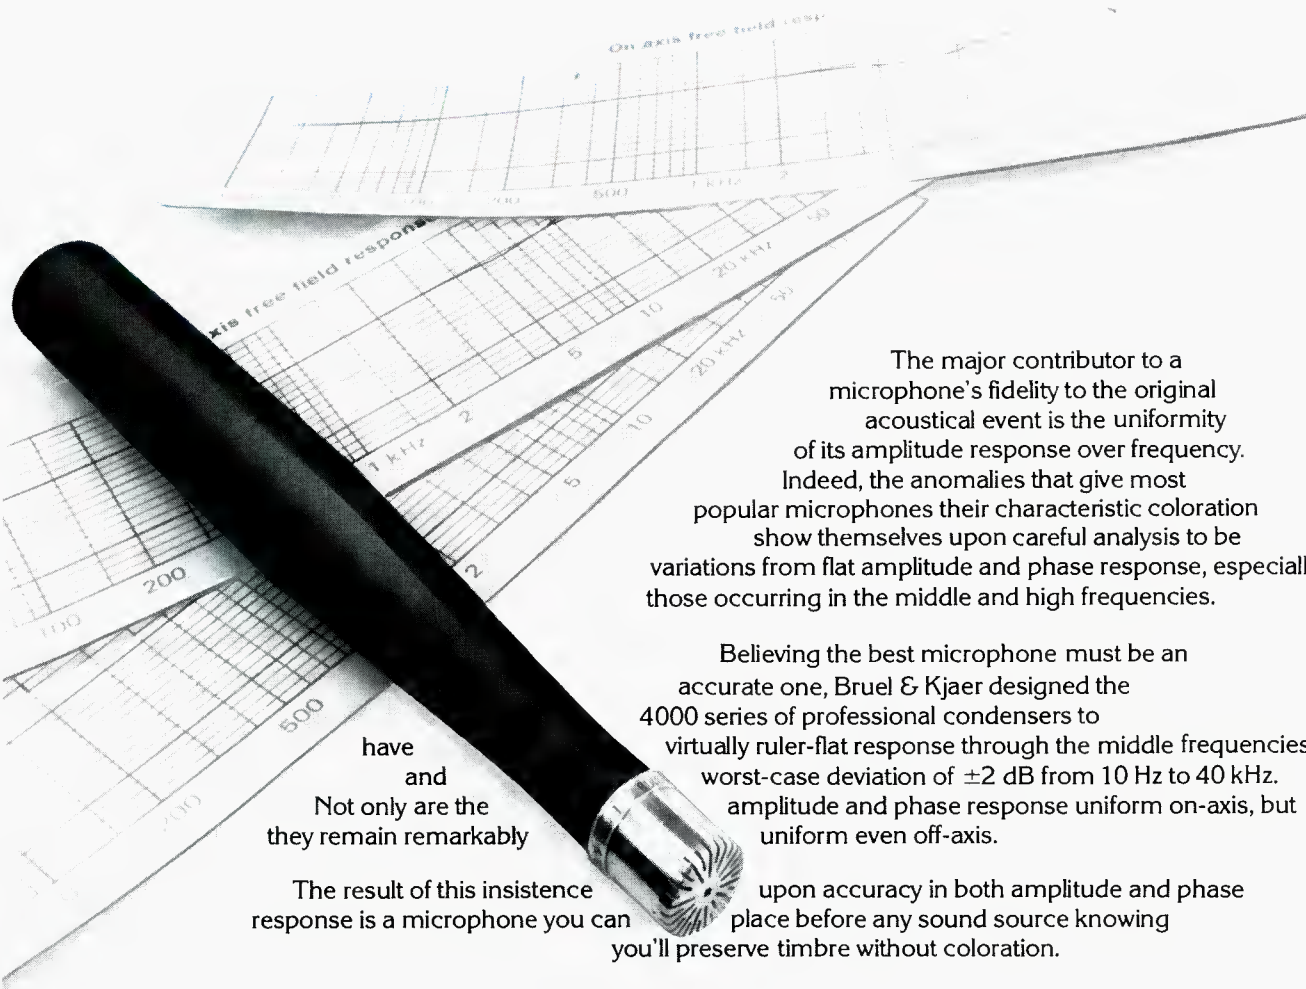 On axis free field resp
500
1 kHz
2
200
xis free field respons
1 kHz
2
5
10
20 kHz
40
100
200
2
5
10
20 kHz
500
200
The major contributor to a
microphone's fidelity to the original
acoustical event is the uniformity
of its amplitude response over frequency.
Indeed, the anomalies that give most
popular microphones their characteristic coloration
show themselves upon careful analysis to be
variations from flat amplitude and phase response, especiall
those occurring in the middle and high frequencies.
Believing the best microphone must be an
accurate one, Bruel & Kjaer designed the
4000 series of professional condensers to
have virtually ruler-flat response through the middle frequencies
and worst-case deviation of ±2 dB from 10 Hz to 40 kHz.
Not only are the amplitude and phase response uniform on-axis, but
they remain remarkably uniform even off-axis.
The result of this insistence upon accuracy in both amplitude and phase
response is a microphone you can place before any sound source knowing
you'll preserve timbre without coloration.